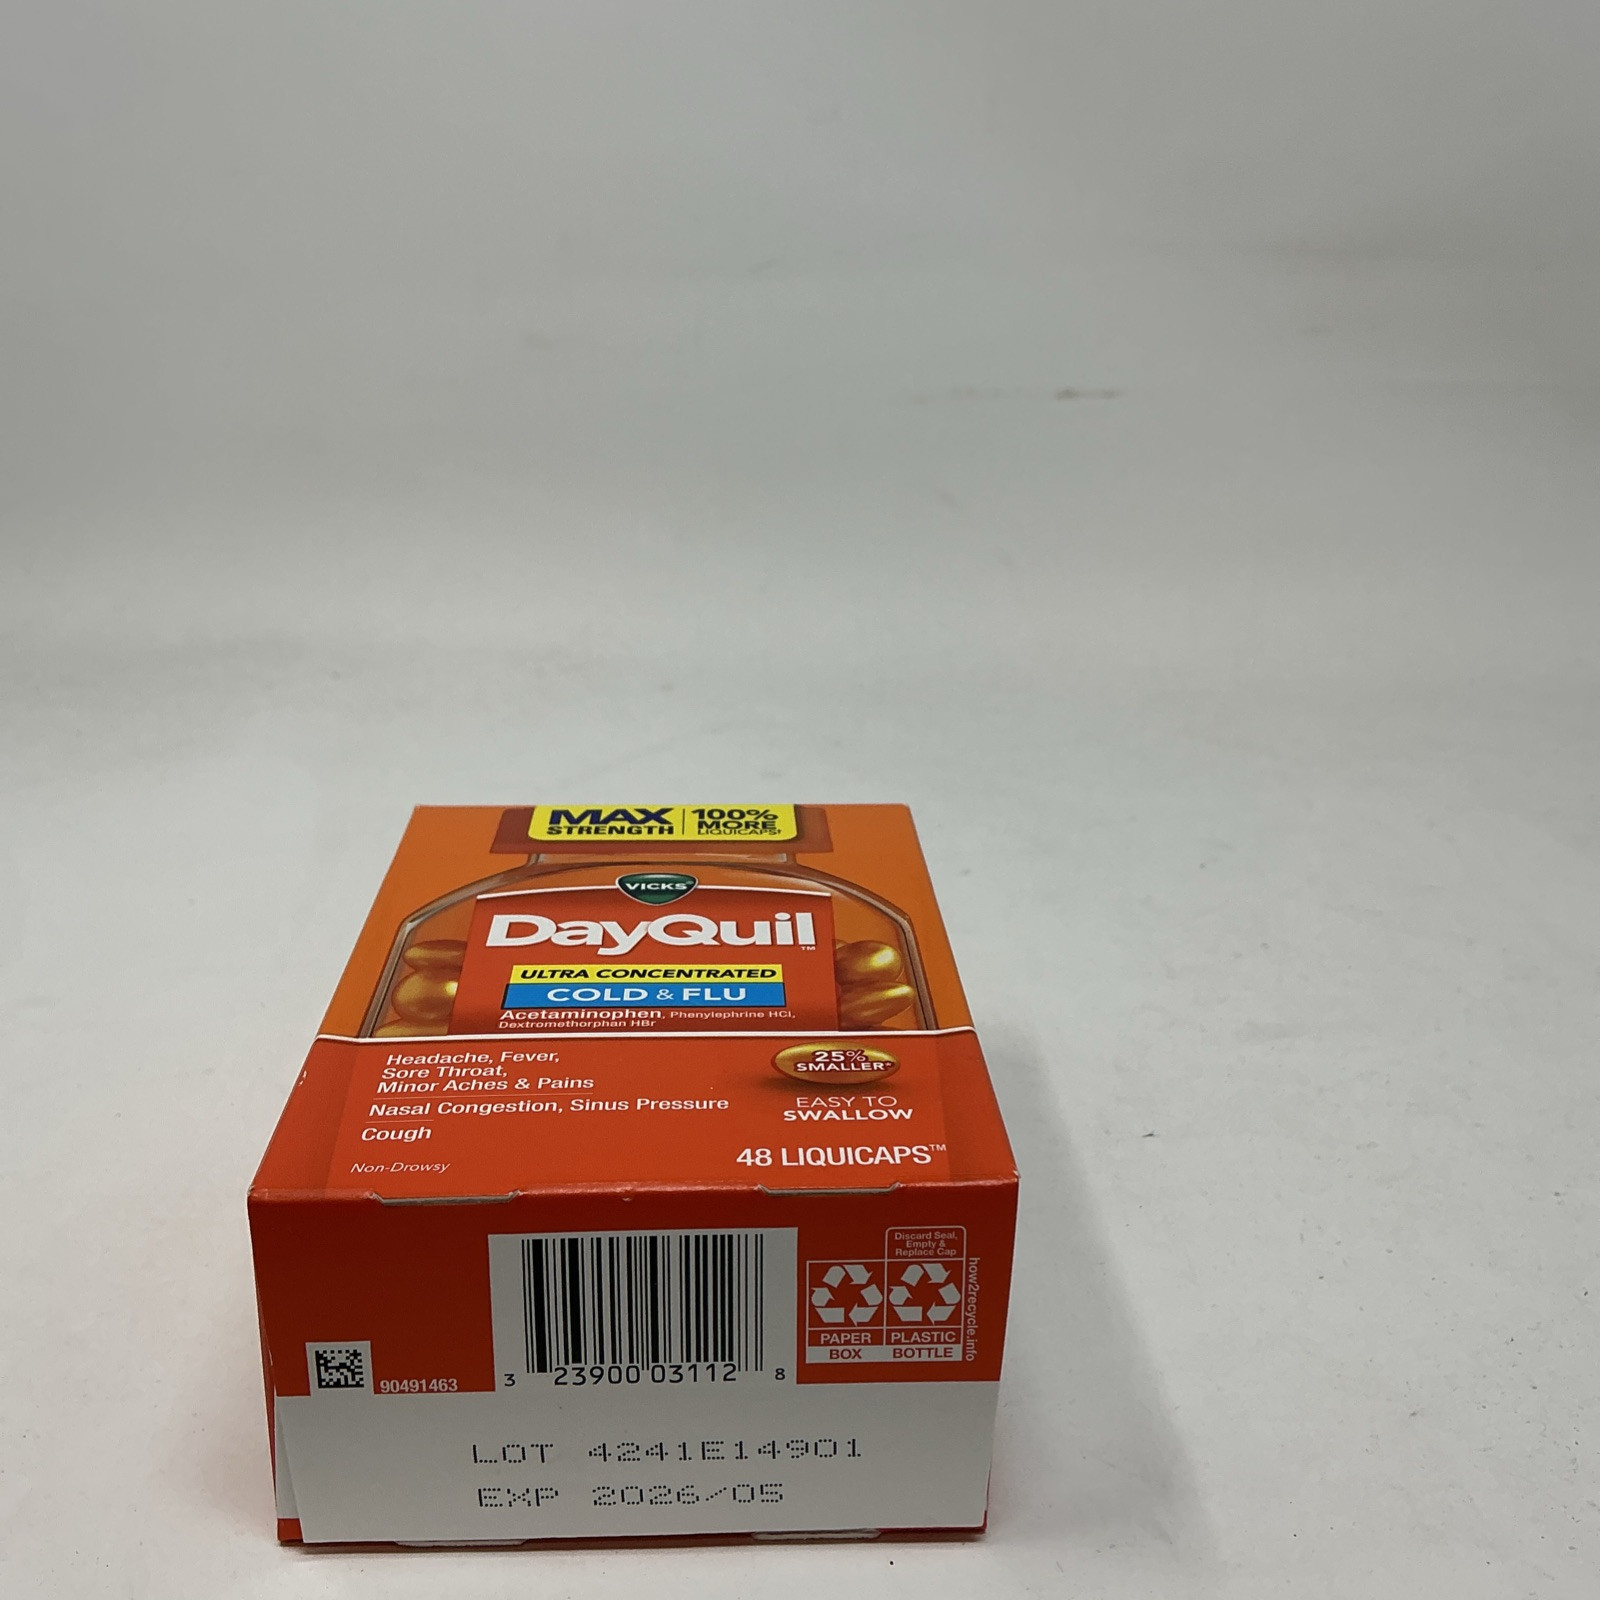 MAX STRENGTH
100% MORE LIQUICAPS†
VICKS®
DayQuil™
ULTRA CONCENTRATED
COLD & FLU
Acetaminophen, Phenylephrine HCl,
Dextromethorphan HBr
Headache, Fever,
Sore Throat,
Minor Aches & Pains
Nasal Congestion, Sinus Pressure
Cough
Non-Drowsy
25%
SMALLER*
EASY TO
SWALLOW
48 LIQUICAPS™
90491463
3 23900 03112 8
Discard Seal,
Empty &
Replace Cap
PAPER
BOX
PLASTIC
BOTTLE
how2recycle.info
LOT 4241E14901
EXP 2026/05